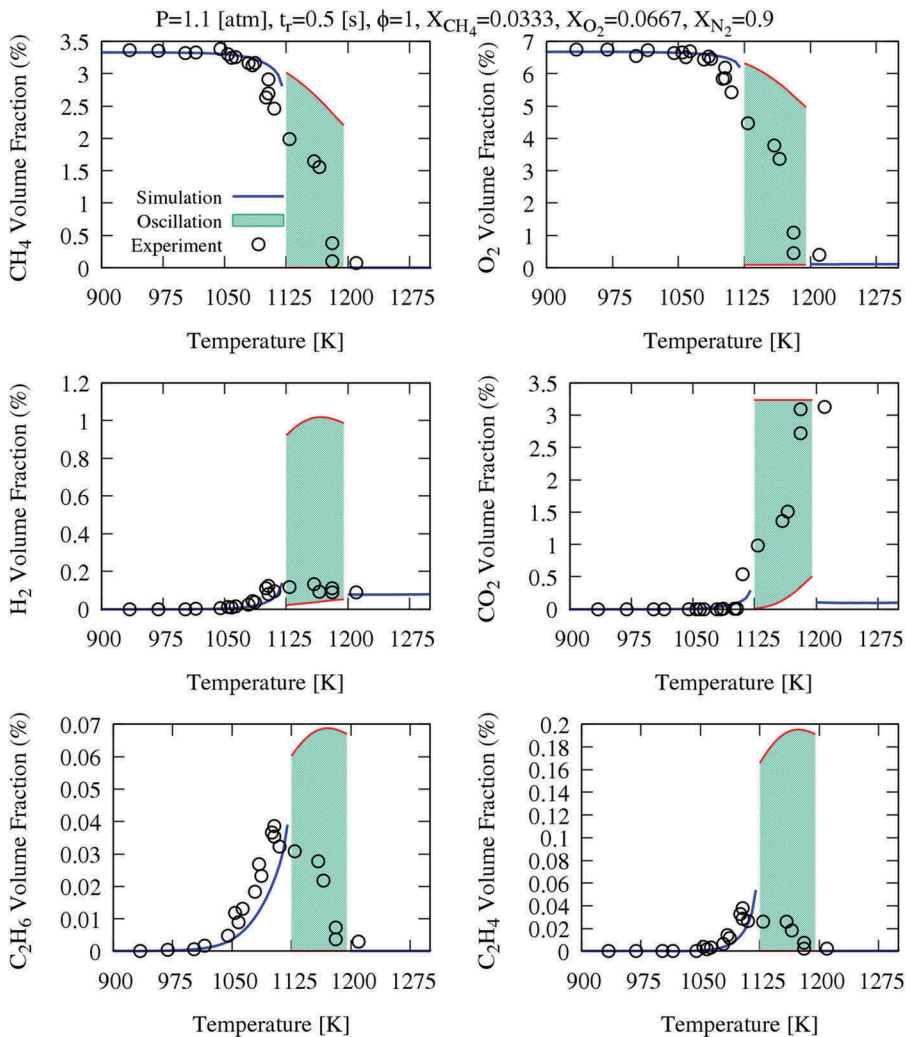 P=1.1 [atm], t_r=0.5 [s], ϕ=1, X_CH4=0.0333, X_O2=0.0667, X_N2=0.9
CH4 Volume Fraction (%)
3.5
3
2.5
2
1.5
1
0.5
0
Simulation
Oscillation
Experiment
900 975 1050 1125 1200 1275
Temperature [K]
O2 Volume Fraction (%)
7
6
5
4
3
2
1
0
900 975 1050 1125 1200 1275
Temperature [K]
H2 Volume Fraction (%)
1.2
1
0.8
0.6
0.4
0.2
0
900 975 1050 1125 1200 1275
Temperature [K]
CO2 Volume Fraction (%)
3.5
3
2.5
2
1.5
1
0.5
0
900 975 1050 1125 1200 1275
Temperature [K]
C2H6 Volume Fraction (%)
0.07
0.06
0.05
0.04
0.03
0.02
0.01
0
900 975 1050 1125 1200 1275
Temperature [K]
C2H4 Volume Fraction (%)
0.2
0.18
0.16
0.14
0.12
0.1
0.08
0.06
0.04
0.02
0
900 975 1050 1125 1200 1275
Temperature [K]